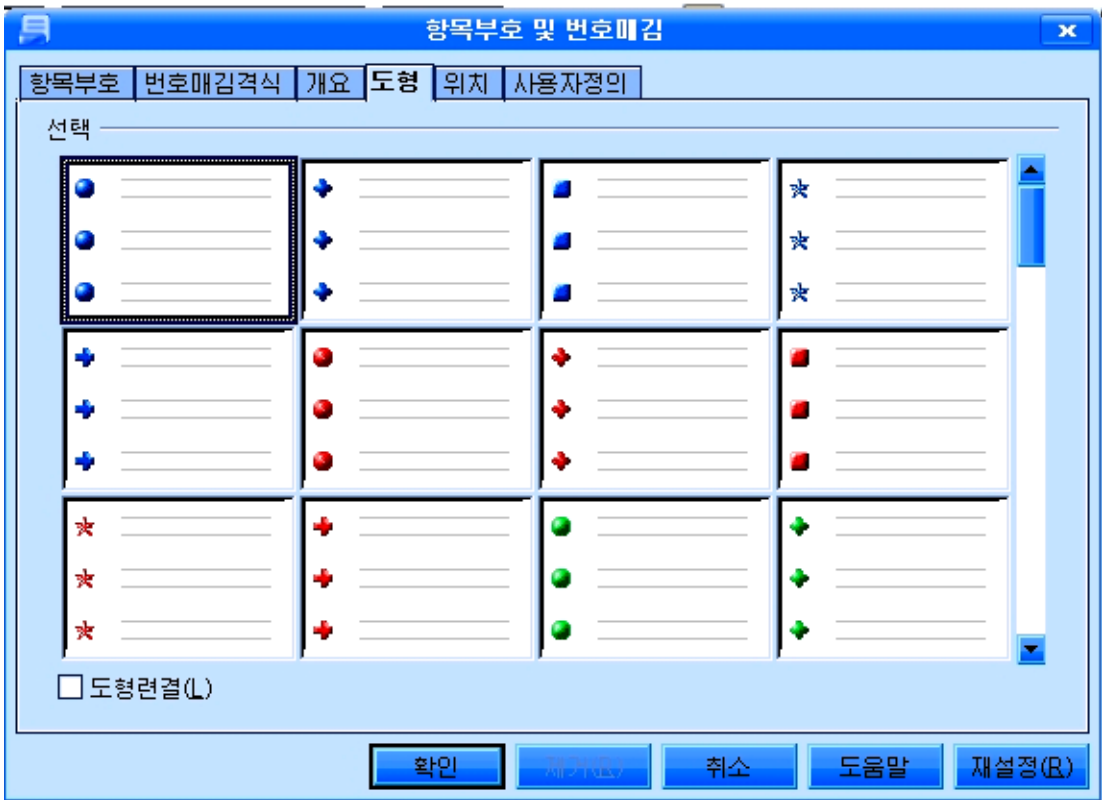 항목부호 및 번호매김
항목부호 번호매김격식 개요 도형 위치 사용자정의
선택
도형련결(L)
확인 제거(R) 취소 도움말 재설정(R)